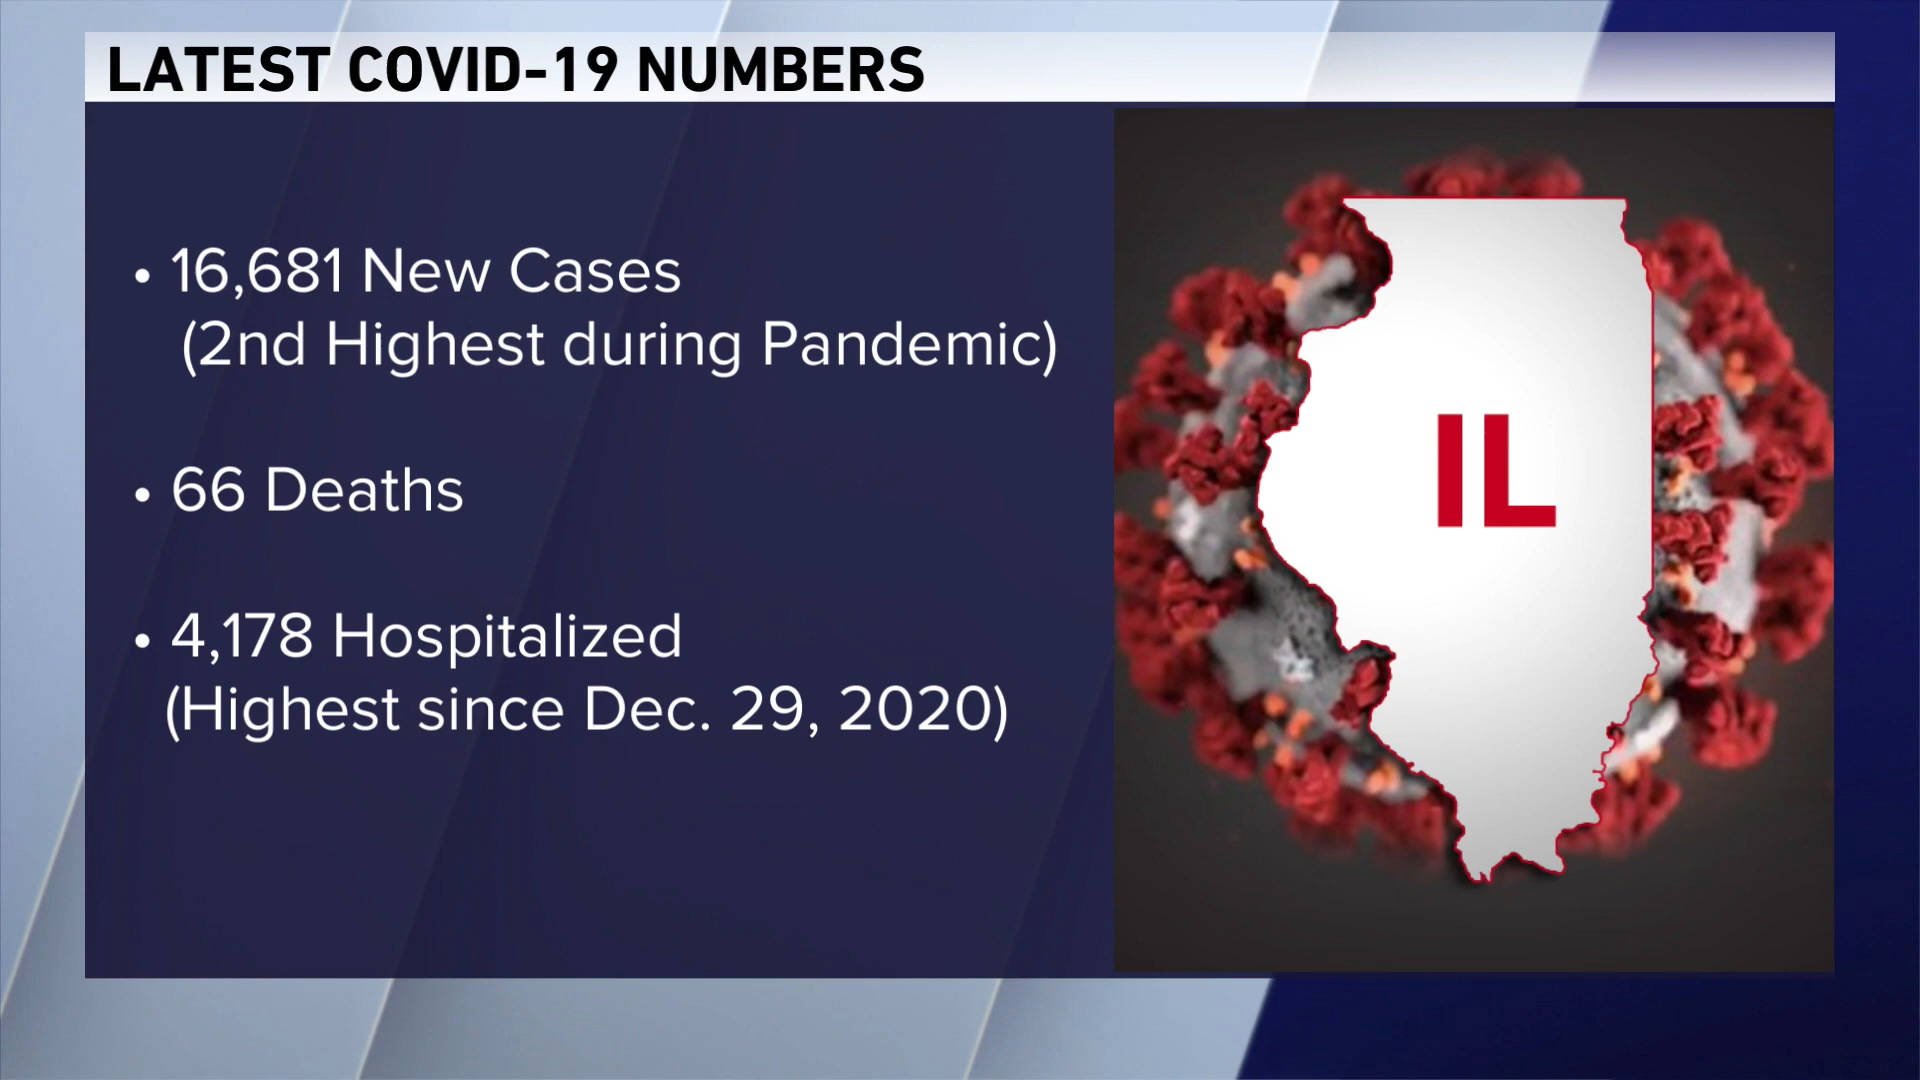 LATEST COVID-19 NUMBERS
• 16,681 New Cases
(2nd Highest during Pandemic)
• 66 Deaths
• 4,178 Hospitalized
(Highest since Dec. 29, 2020)
IL